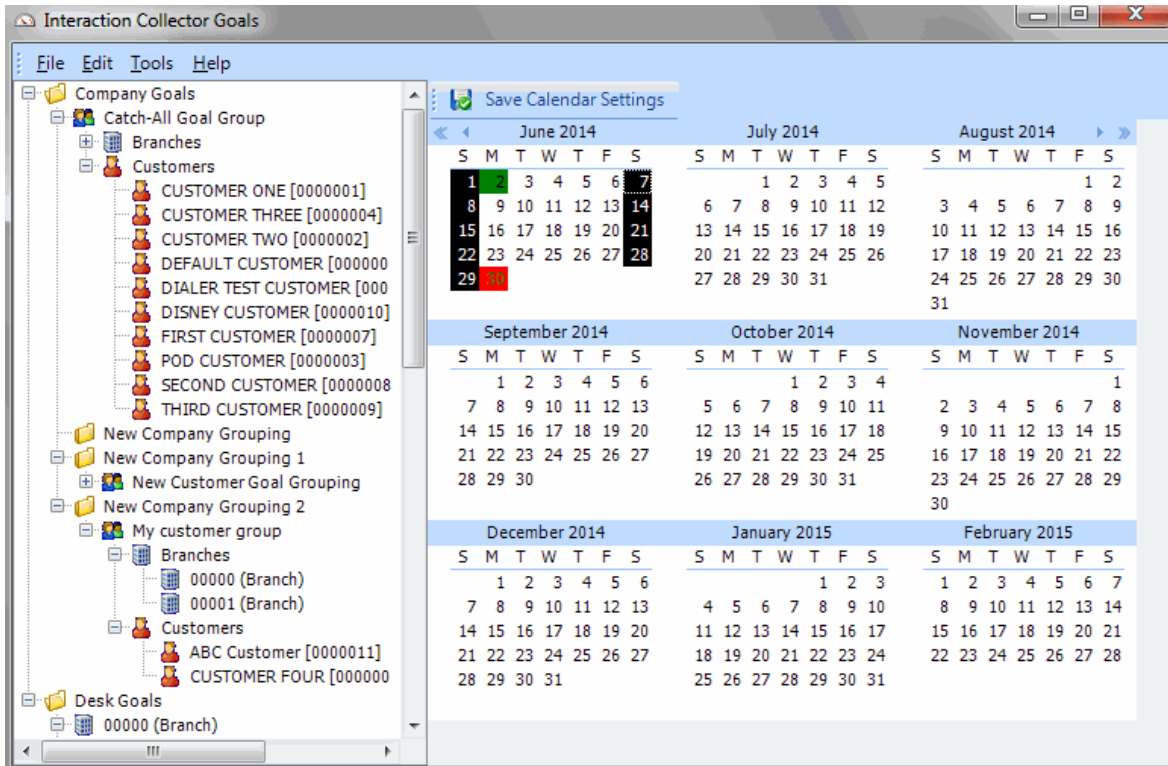 Interaction Collector Goals
File Edit Tools Help
Company Goals
Catch-All Goal Group
Branches
Customers
CUSTOMER ONE [0000001]
CUSTOMER THREE [0000004]
CUSTOMER TWO [0000002]
DEFAULT CUSTOMER [000000
DIALER TEST CUSTOMER [000
DISNEY CUSTOMER [0000010]
FIRST CUSTOMER [0000007]
POD CUSTOMER [0000003]
SECOND CUSTOMER [0000008
THIRD CUSTOMER [0000009]
New Company Grouping
New Company Grouping 1
New Customer Goal Grouping
New Company Grouping 2
My customer group
Branches
00000 (Branch)
00001 (Branch)
Customers
ABC Customer [0000011]
CUSTOMER FOUR [000000
Desk Goals
00000 (Branch)
Save Calendar Settings
June 2014
S M T W T F S
1 2 3 4 5 6 7
8 9 10 11 12 13 14
15 16 17 18 19 20 21
22 23 24 25 26 27 28
29 30
July 2014
S M T W T F S
1 2 3 4 5
6 7 8 9 10 11 12
13 14 15 16 17 18 19
20 21 22 23 24 25 26
27 28 29 30 31
August 2014
S M T W T F S
1 2
3 4 5 6 7 8 9
10 11 12 13 14 15 16
17 18 19 20 21 22 23
24 25 26 27 28 29 30
31
September 2014
S M T W T F S
1 2 3 4 5 6
7 8 9 10 11 12 13
14 15 16 17 18 19 20
21 22 23 24 25 26 27
28 29 30
October 2014
S M T W T F S
1 2 3 4
5 6 7 8 9 10 11
12 13 14 15 16 17 18
19 20 21 22 23 24 25
26 27 28 29 30 31
November 2014
S M T W T F S
1
2 3 4 5 6 7 8
9 10 11 12 13 14 15
16 17 18 19 20 21 22
23 24 25 26 27 28 29
30
December 2014
S M T W T F S
1 2 3 4 5 6
7 8 9 10 11 12 13
14 15 16 17 18 19 20
21 22 23 24 25 26 27
28 29 30 31
January 2015
S M T W T F S
1 2 3
4 5 6 7 8 9 10
11 12 13 14 15 16 17
18 19 20 21 22 23 24
25 26 27 28 29 30 31
February 2015
S M T W T F S
1 2 3 4 5 6 7
8 9 10 11 12 13 14
15 16 17 18 19 20 21
22 23 24 25 26 27 28